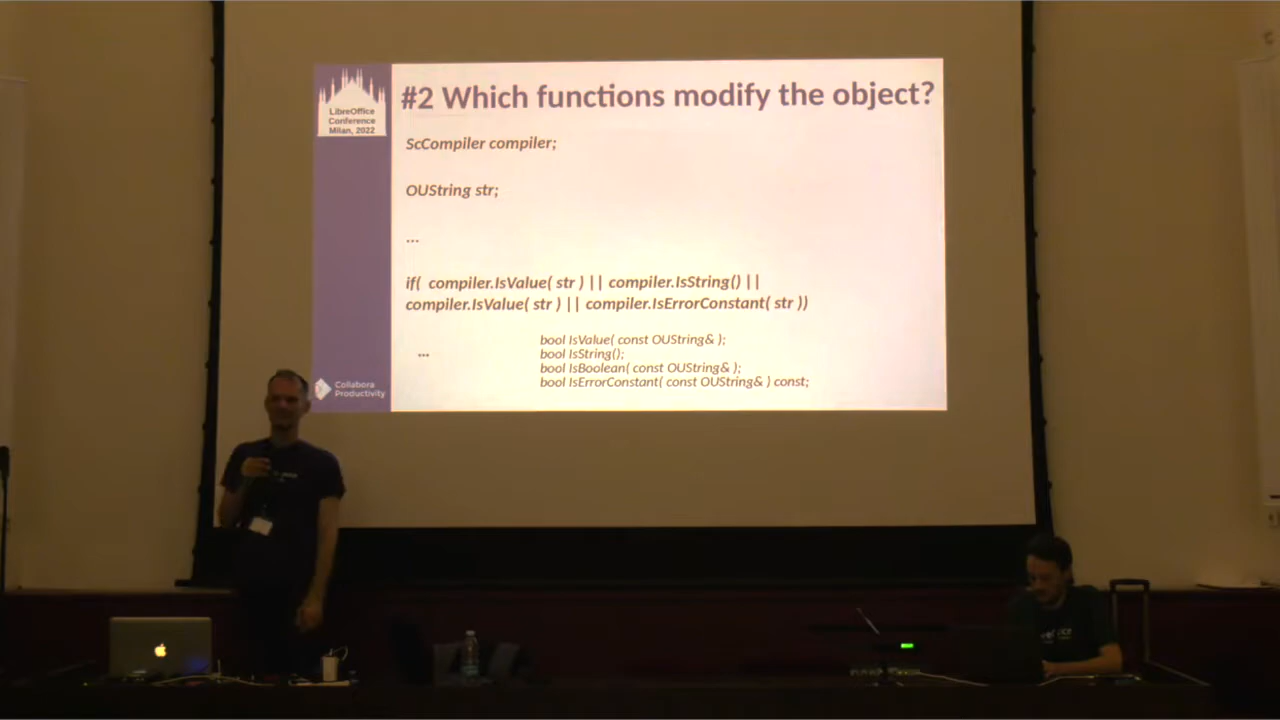 LibreOffice
Conference
Milan, 2022
#2 Which functions modify the object?
ScCompiler compiler;
OUString str;
...
if( compiler.IsValue( str ) || compiler.IsString() ||
compiler.IsValue( str ) || compiler.IsErrorConstant( str ))
bool IsValue( const OUString& );
... bool IsString();
bool IsBoolean( const OUString& );
bool IsErrorConstant( const OUString& ) const;
Collabora
Productivity